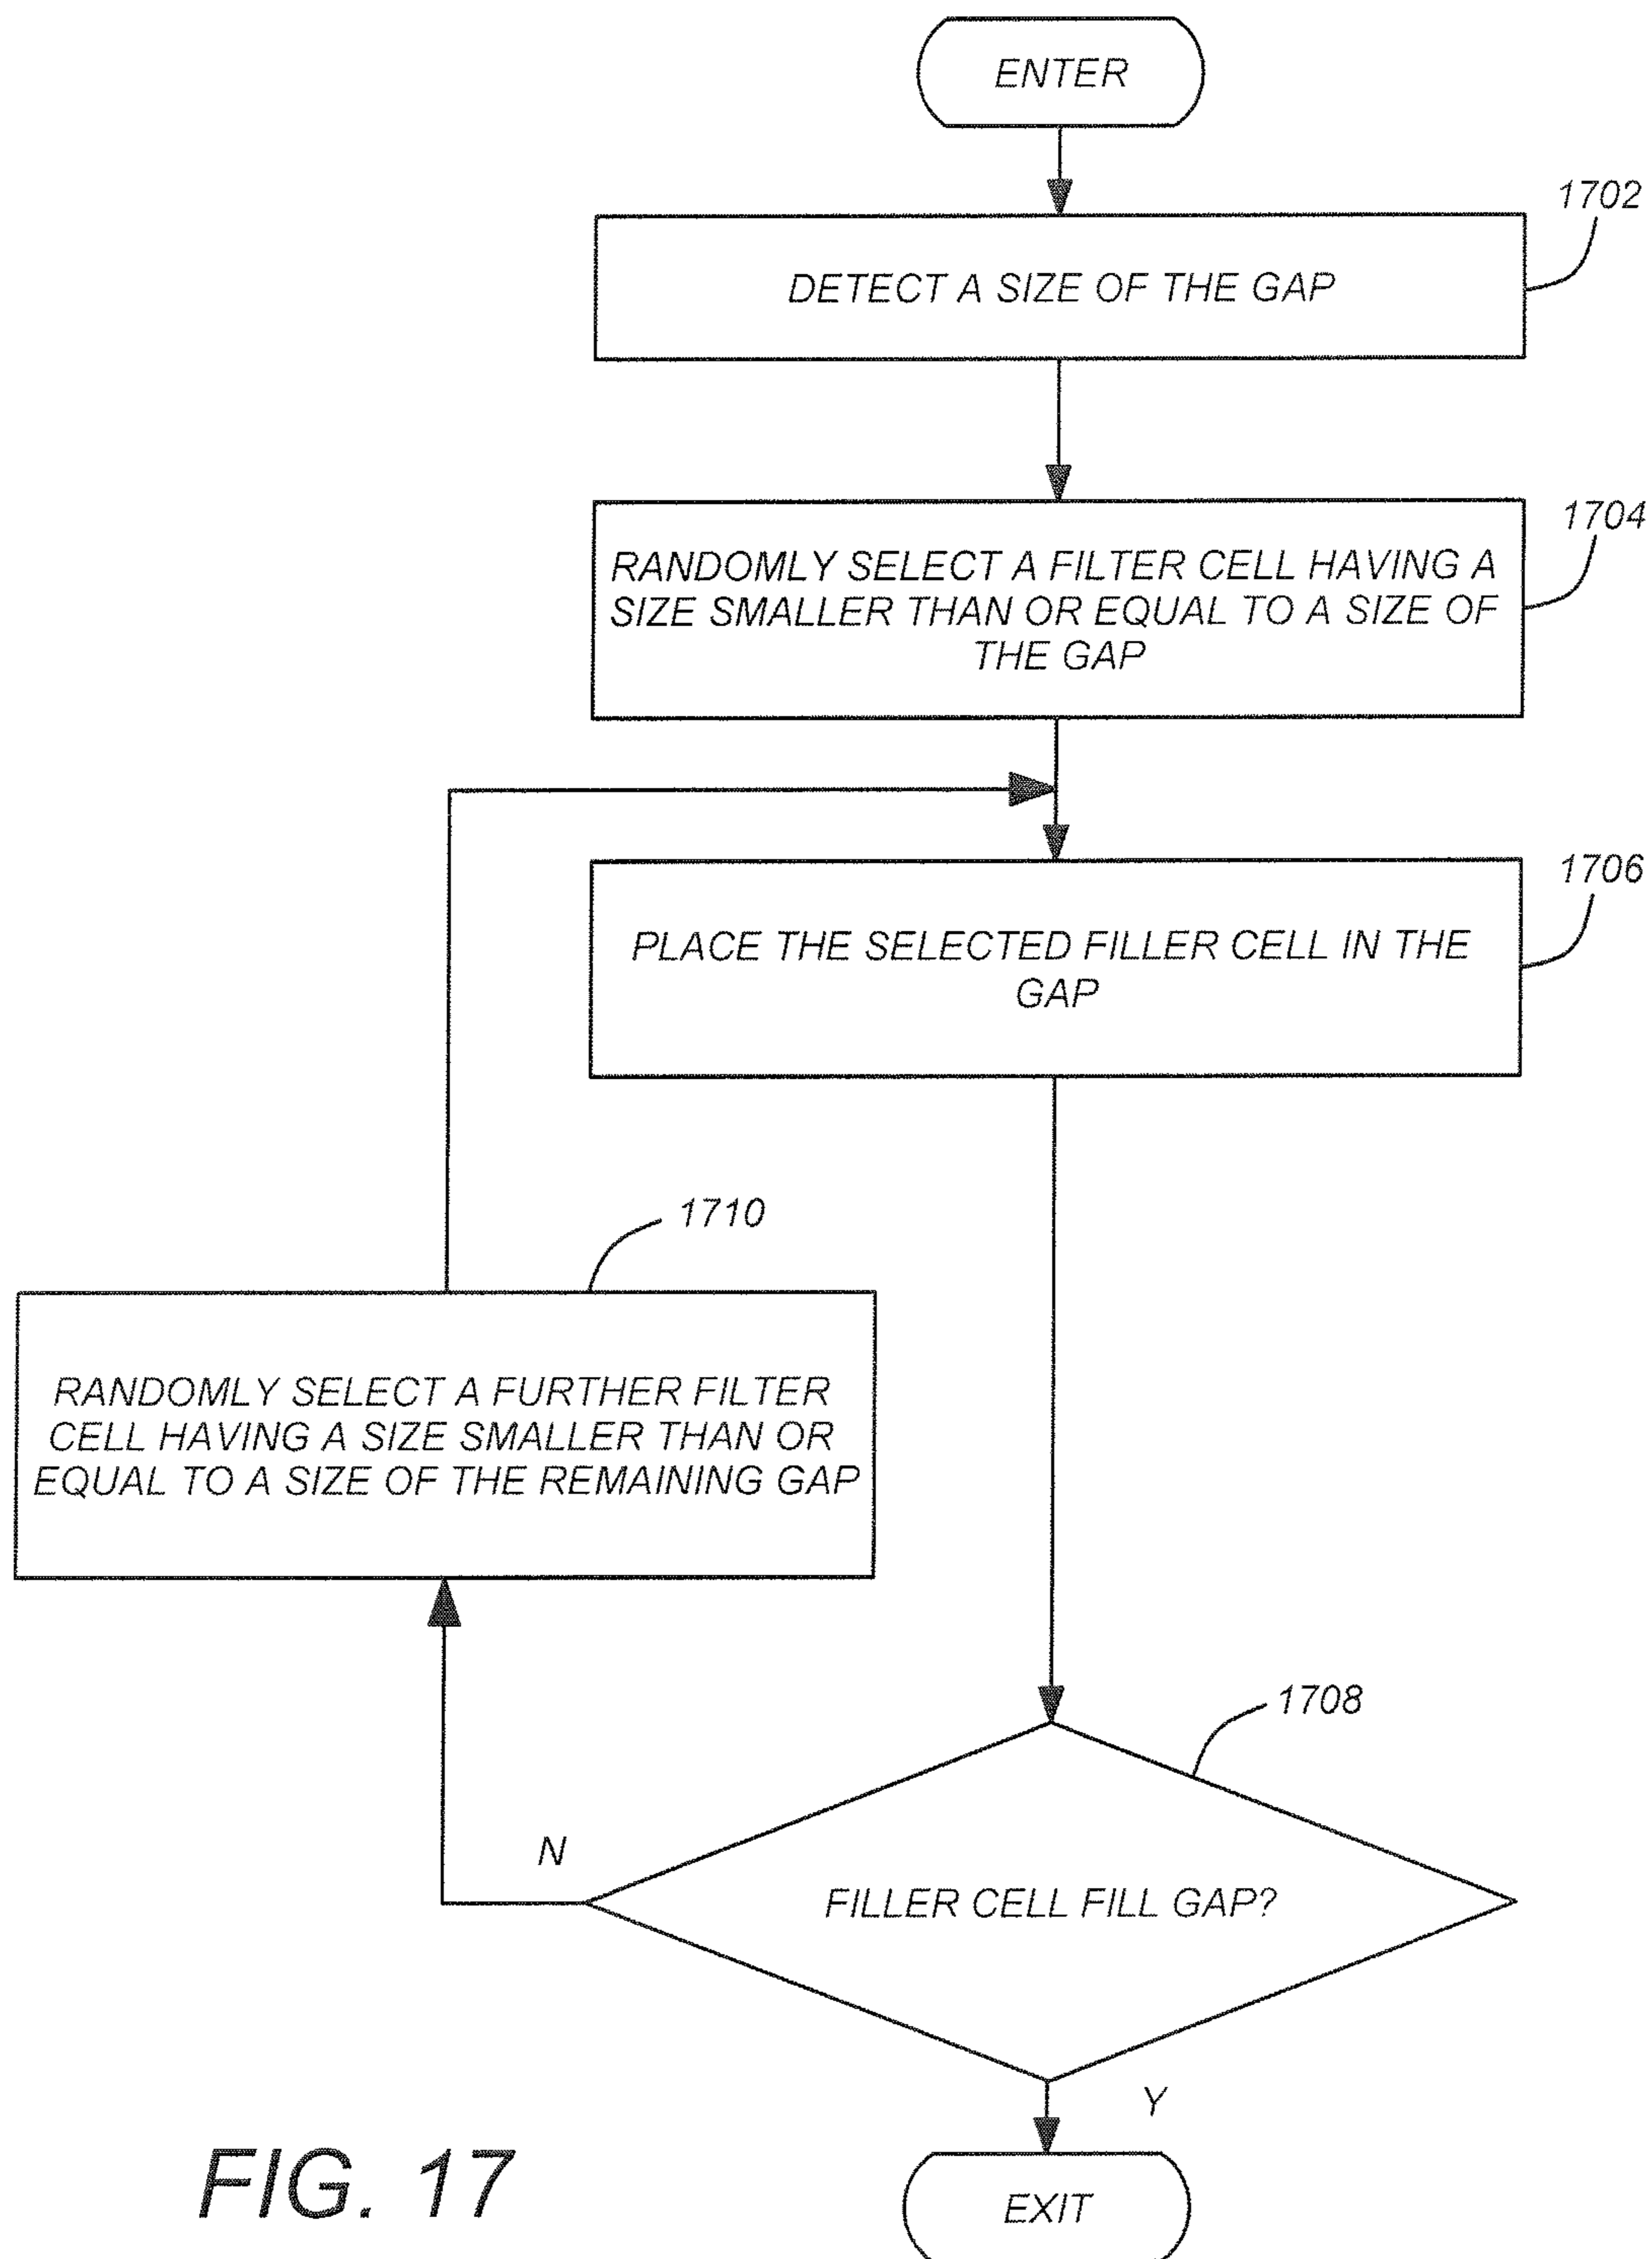 ENTER
1702
DETECT A SIZE OF THE GAP
1704
RANDOMLY SELECT A FILTER CELL HAVING A
SIZE SMALLER THAN OR EQUAL TO A SIZE OF
THE GAP
1706
PLACE THE SELECTED FILLER CELL IN THE
GAP
1710
RANDOMLY SELECT A FURTHER FILTER
CELL HAVING A SIZE SMALLER THAN OR
EQUAL TO A SIZE OF THE REMAINING GAP
1708
N
FILLER CELL FILL GAP?
Y
EXIT
FIG. 17